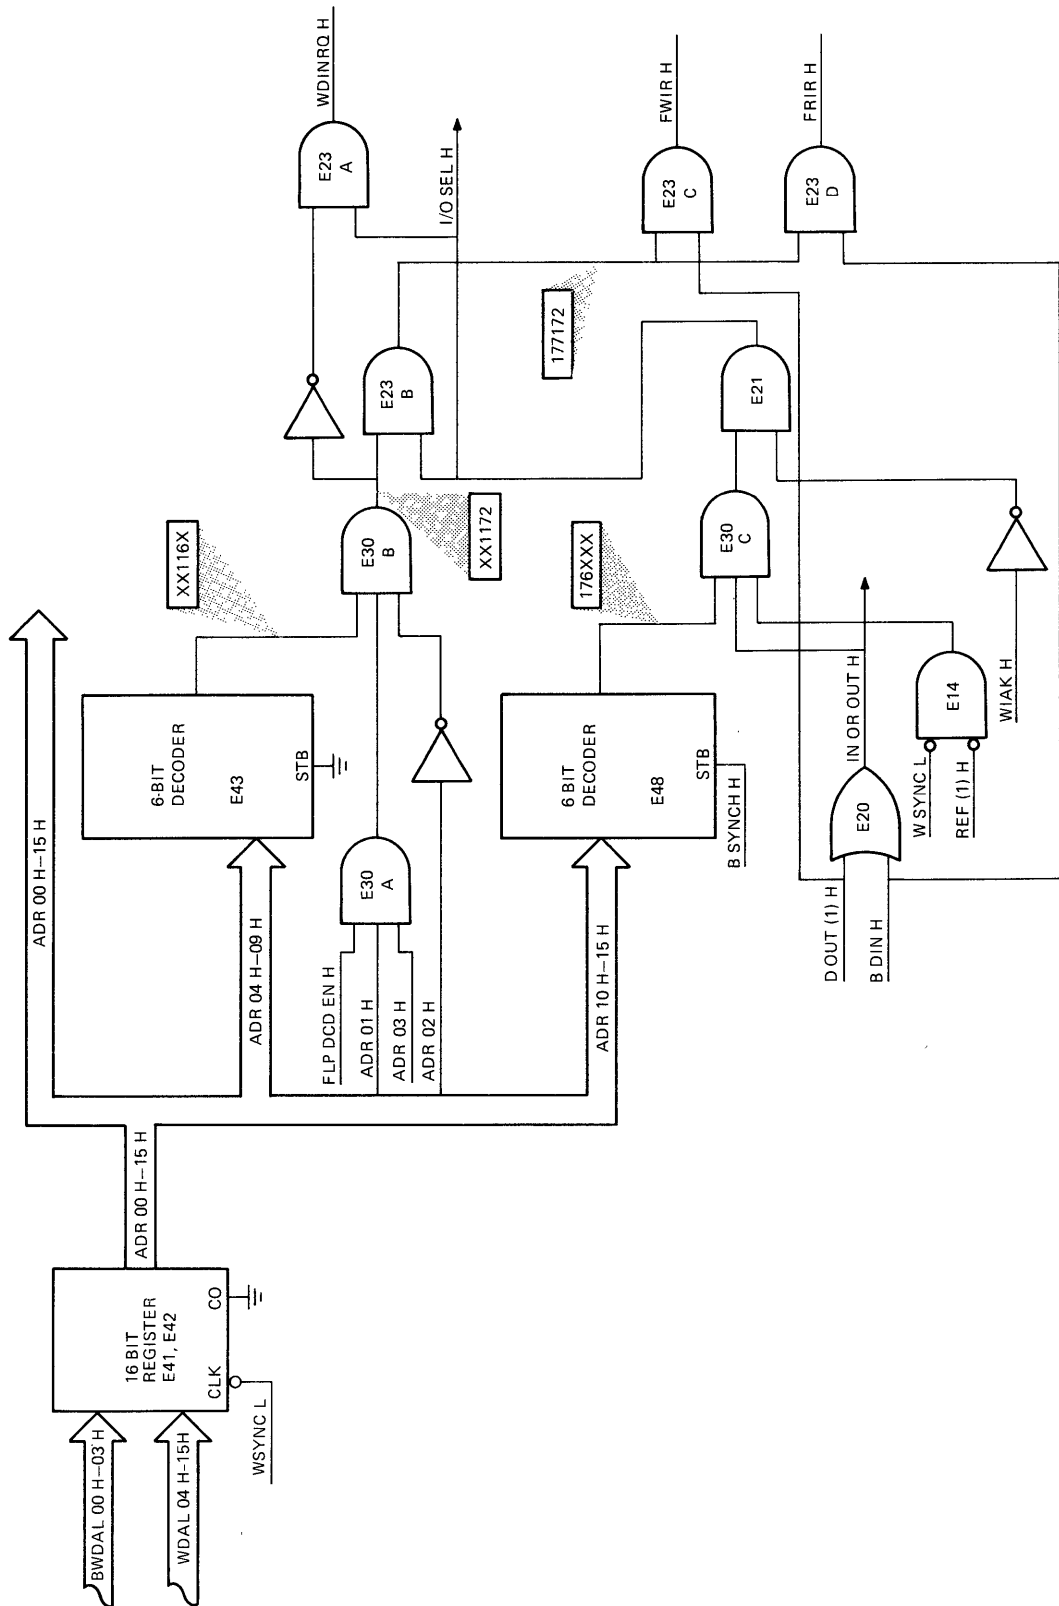 BWDAL 00 H–03 H
WDAL 04 H–15H
16 BIT
REGISTER
E41, E42
CLK
CO
WSYNC L
ADR 00 H–15 H
ADR 00 H–15 H
ADR 04 H–09 H
6-BIT
DECODER
E43
STB
XX116X
FLP DCD EN H
ADR 01 H
ADR 03 H
ADR 02 H
E30
A
E30
B
XX1172
E23
A
WDINRQ H
E23
B
I/O SEL H
ADR 10 H–15 H
6 BIT
DECODER
E48
STB
B SYNCH H
176XXX
177172
E30
C
E21
E23
C
FWIR H
E23
D
FRIR H
D OUT (1) H
B DIN H
E20
IN OR OUT H
W SYNC L
REF (1) H
E14
WIAK H